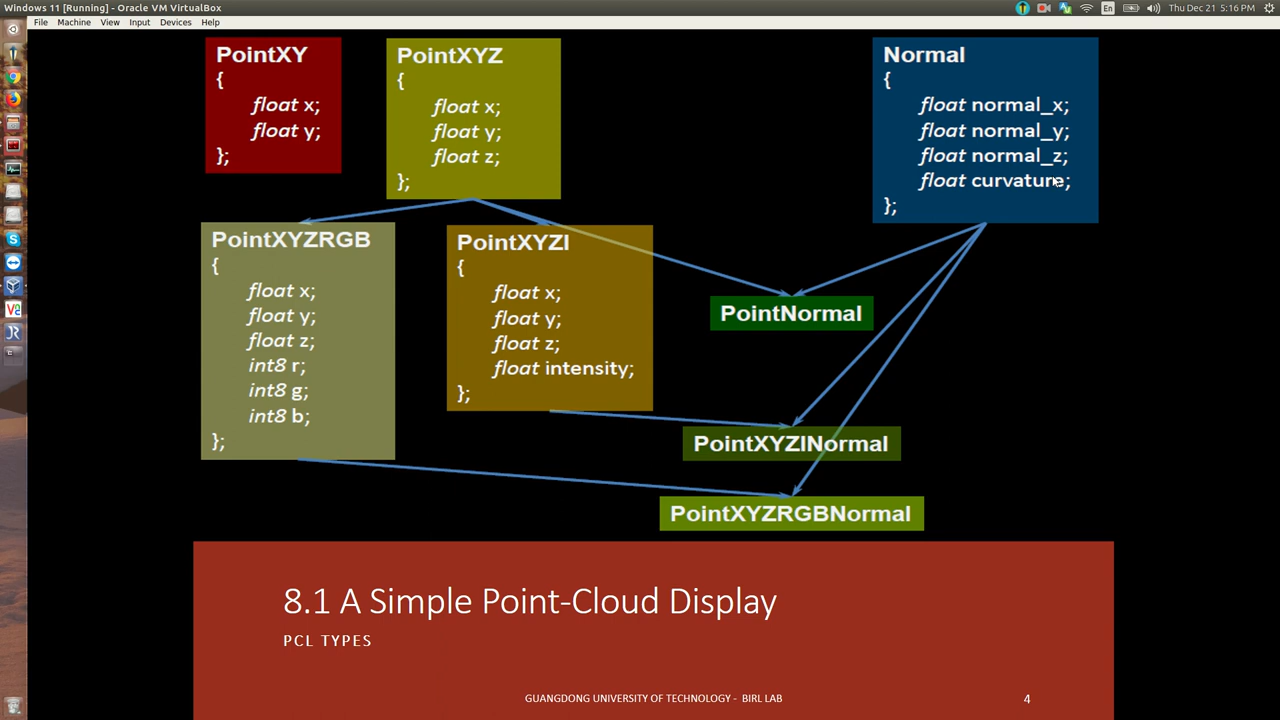 Windows 11 [Running] - Oracle VM VirtualBox
En
Thu Dec 21 5:16 PM
File Machine View Input Devices Help
PointXY
{
float x;
float y;
};
PointXYZ
{
float x;
float y;
float z;
};
Normal
{
float normal_x;
float normal_y;
float normal_z;
float curvature;
};
PointXYZRGB
{
float x;
float y;
float z;
int8 r;
int8 g;
int8 b;
};
PointXYZI
{
float x;
float y;
float z;
float intensity;
};
PointNormal
PointXYZINormal
PointXYZRGBNormal
8.1 A Simple Point-Cloud Display
PCL TYPES
GUANGDONG UNIVERSITY OF TECHNOLOGY - BIRL LAB
4